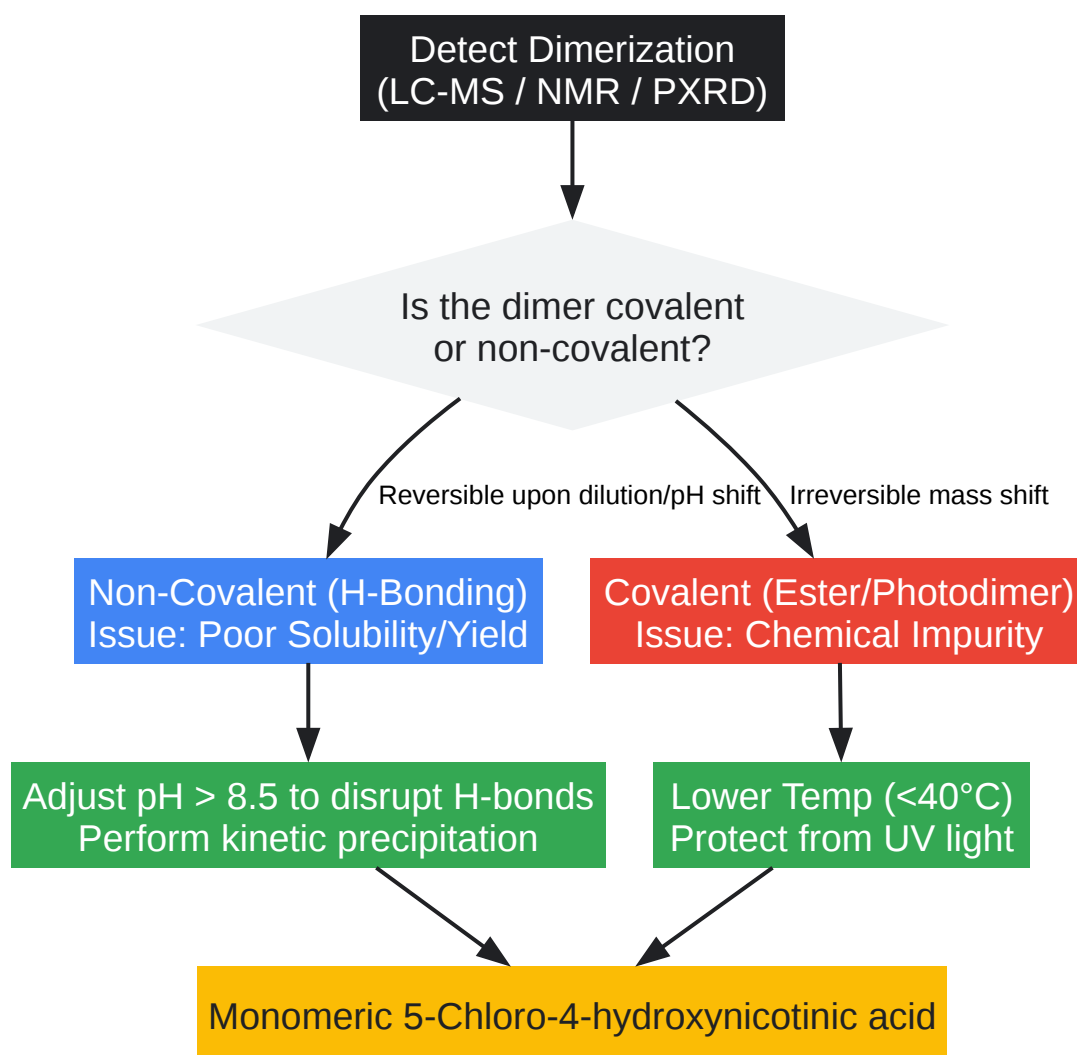 Detect Dimerization
(LC-MS / NMR / PXRD)
Is the dimer covalent
or non-covalent?
Reversible upon dilution/pH shift
Irreversible mass shift
Non-Covalent (H-Bonding)
Issue: Poor Solubility/Yield
Covalent (Ester/Photodimer)
Issue: Chemical Impurity
Adjust pH > 8.5 to disrupt H-bonds
Perform kinetic precipitation
Lower Temp (<40°C)
Protect from UV light
Monomeric 5-Chloro-4-hydroxynicotinic acid